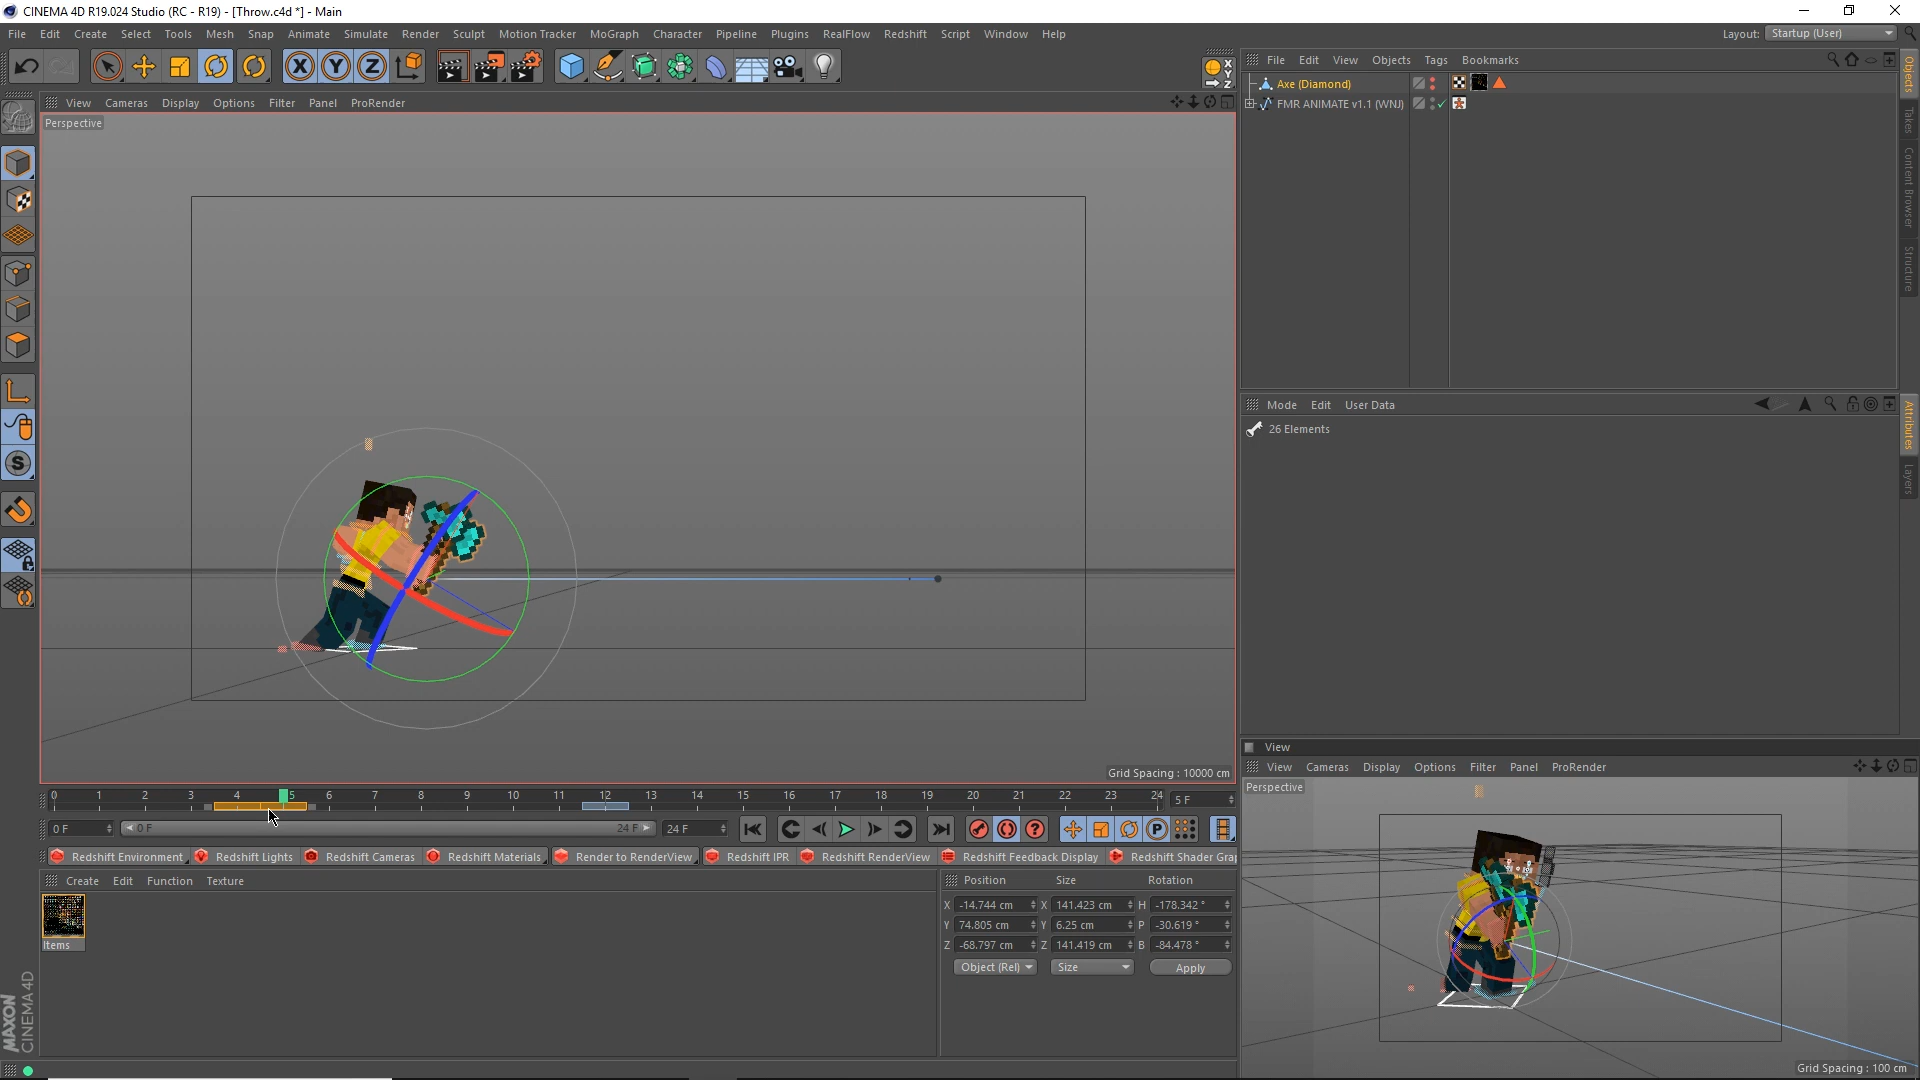 CINEMA 4D R19.024 Studio (RC - R19) - [Throw.c4d *] - Main
File Edit Create Select Tools Mesh Snap Animate Simulate Render Sculpt Motion Tracker MoGraph Character Pipeline Plugins RealFlow Redshift Script Window Help Layout: Startup (User)
File Edit View Objects Tags Bookmarks
Axe (Diamond)
FMR ANIMATE v1.1 (WNJ)
Objects
Takes
Content Browser
Structure
View Cameras Display Options Filter Panel ProRender
Perspective
Grid Spacing : 10000 cm
Mode Edit User Data
26 Elements
Attributes
Layers
View
View Cameras Display Options Filter Panel ProRender
Perspective
Grid Spacing : 100 cm
0 1 2 3 4 5 6 7 8 9 10 11 12 13 14 15 16 17 18 19 20 21 22 23 24 5 F
0 F 0 F 24 F 24 F
Redshift Environment Redshift Lights Redshift Cameras Redshift Materials Render to RenderView Redshift IPR Redshift RenderView Redshift Feedback Display Redshift Shader Gra
Create Edit Function Texture
Items
Position Size Rotation
X -14.744 cm X 141.423 cm H -178.342 °
Y 74.805 cm Y 6.25 cm P -30.619 °
Z -68.797 cm Z 141.419 cm B -84.478 °
Object (Rel) Size Apply
MAXON
CINEMA 4D